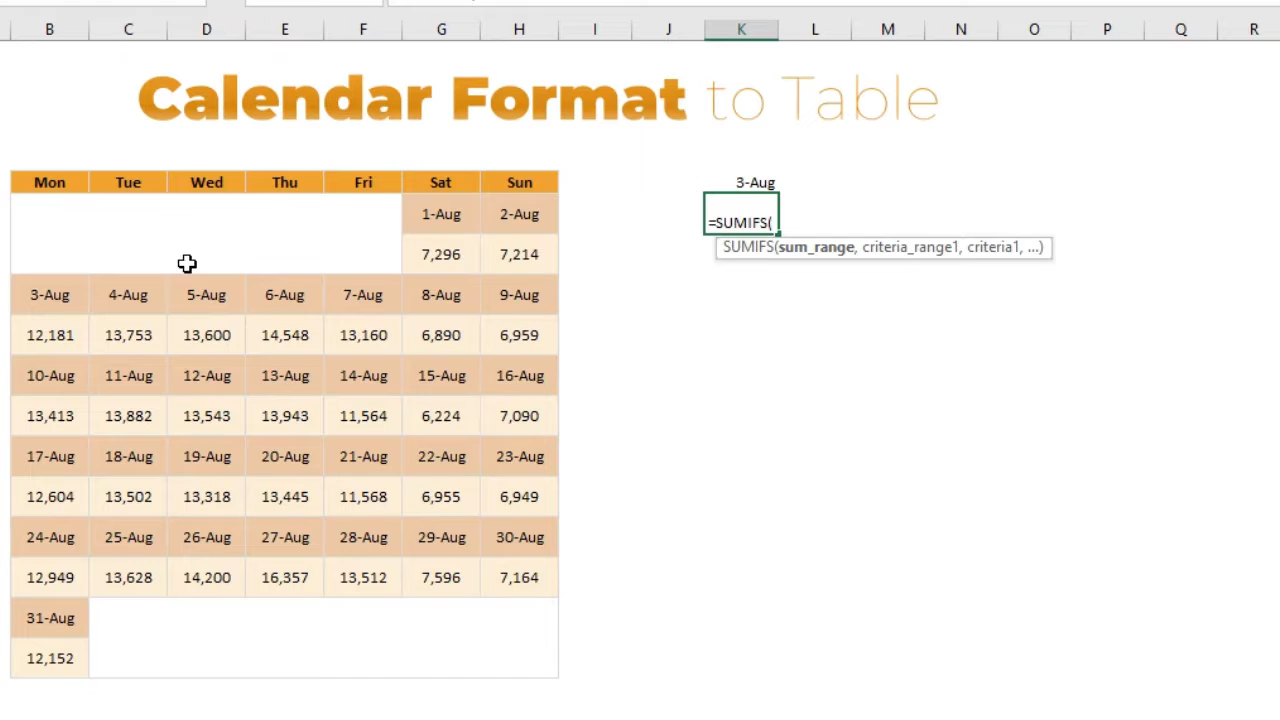 B C D E F G H I J K L M N O P Q R
Calendar Format to Table
Mon Tue Wed Thu Fri Sat Sun
3-Aug
1-Aug 2-Aug
=SUMIFS(
7,296 7,214
SUMIFS(sum_range, criteria_range1, criteria1, ...)
3-Aug 4-Aug 5-Aug 6-Aug 7-Aug 8-Aug 9-Aug
12,181 13,753 13,600 14,548 13,160 6,890 6,959
10-Aug 11-Aug 12-Aug 13-Aug 14-Aug 15-Aug 16-Aug
13,413 13,882 13,543 13,943 11,564 6,224 7,090
17-Aug 18-Aug 19-Aug 20-Aug 21-Aug 22-Aug 23-Aug
12,604 13,502 13,318 13,445 11,568 6,955 6,949
24-Aug 25-Aug 26-Aug 27-Aug 28-Aug 29-Aug 30-Aug
12,949 13,628 14,200 16,357 13,512 7,596 7,164
31-Aug
12,152